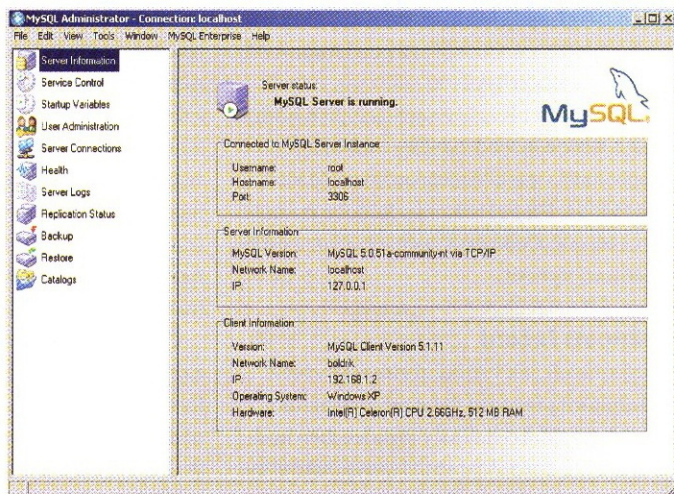 MySQL Administrator - Connection: localhost
File Edit View Tools Window MySQL Enterprise Help
Server Information
Service Control
Startup Variables
User Administration
Server Connections
Health
Server Logs
Replication Status
Backup
Restore
Catalogs
Server status:
MySQL Server is running.
MySQL
Connected to MySQL Server Instance
Username: root
Hostname: localhost
Port: 3306
Server Information
MySQL Version: MySQL 5.0.51a-community-nt via TCP/IP
Network Name: localhost
IP: 127.0.0.1
Client Information
Version: MySQL Client Version 5.1.11
Network Name: boldrik
IP: 192.168.1.2
Operating System: Windows XP
Hardware: Intel(R) Celeron(R) CPU 2.66GHz, 512 MB RAM